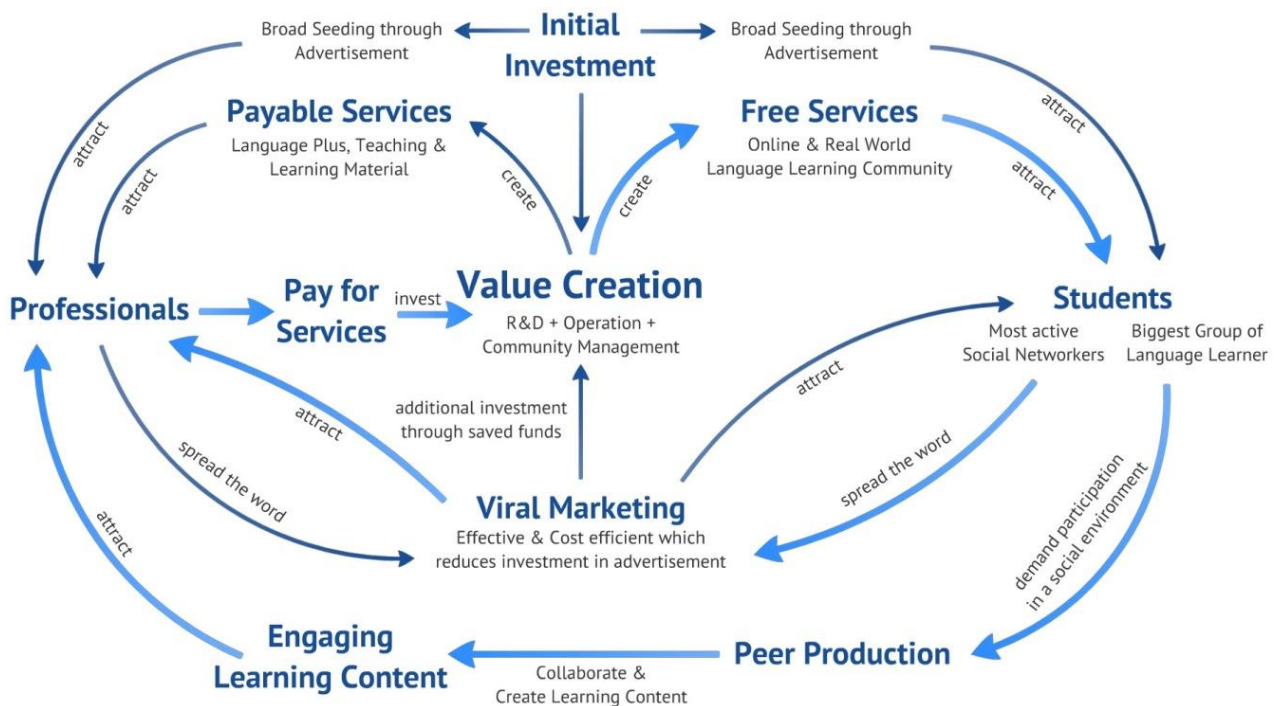 Broad Seeding through
Advertisement
Initial
Investment
Broad Seeding through
Advertisement
attract
attract
Payable Services
Language Plus, Teaching &
Learning Material
attract
create
Free Services
Online & Real World
Language Learning Community
create
attract
Professionals
Pay for
Services
invest
Value Creation
R&D + Operation +
Community Management
Students
Most active
Social Networkers
Biggest Group of
Language Learner
attract
additional investment
through saved funds
attract
spread the word
Viral Marketing
Effective & Cost efficient which
reduces investment in advertisement
spread the word
demand participation
in a social environment
attract
Engaging
Learning Content
Collaborate &
Create Learning Content
Peer Production